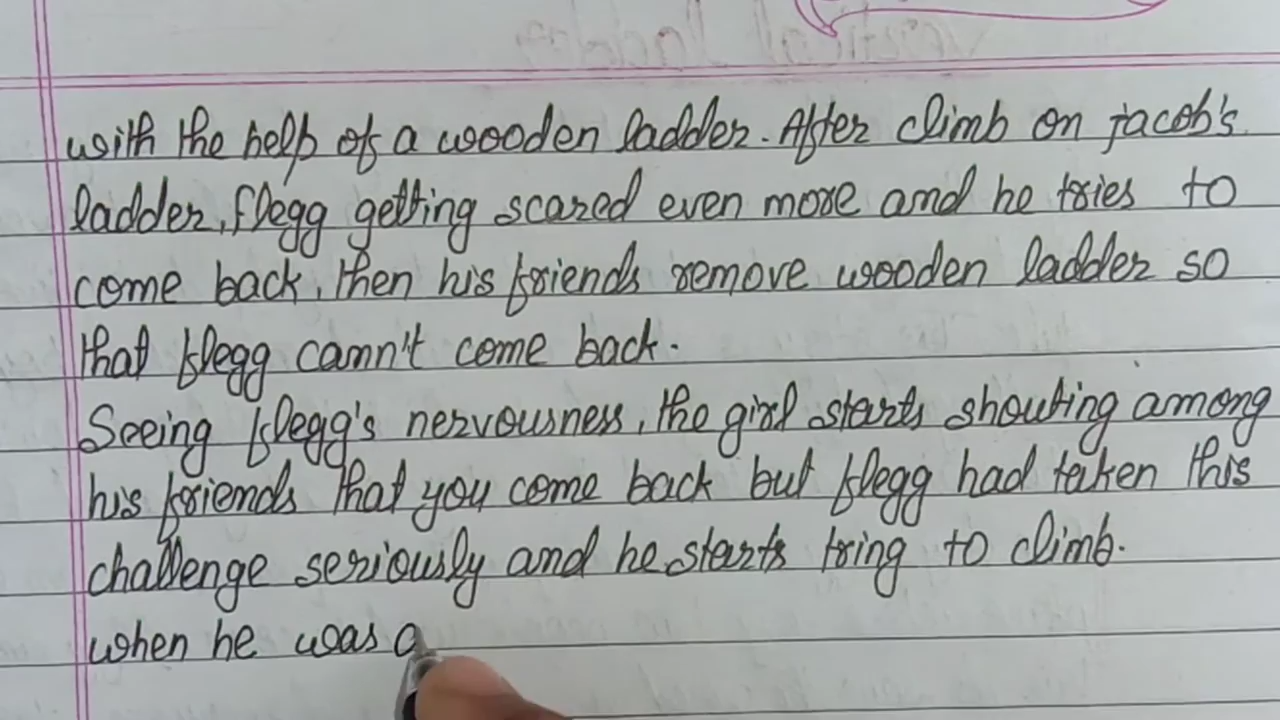 with the help of a wooden ladder. After climb on jacob's
ladder, flegg getting scared even more and he tries to
come back, then his friends remove wooden ladder so
that flegg camn't come back.
Seeing flegg's nervousness, the girl starts shouting among
his friends that you come back but flegg had taken this
challenge seriously and he starts tring to climb.
when he was a